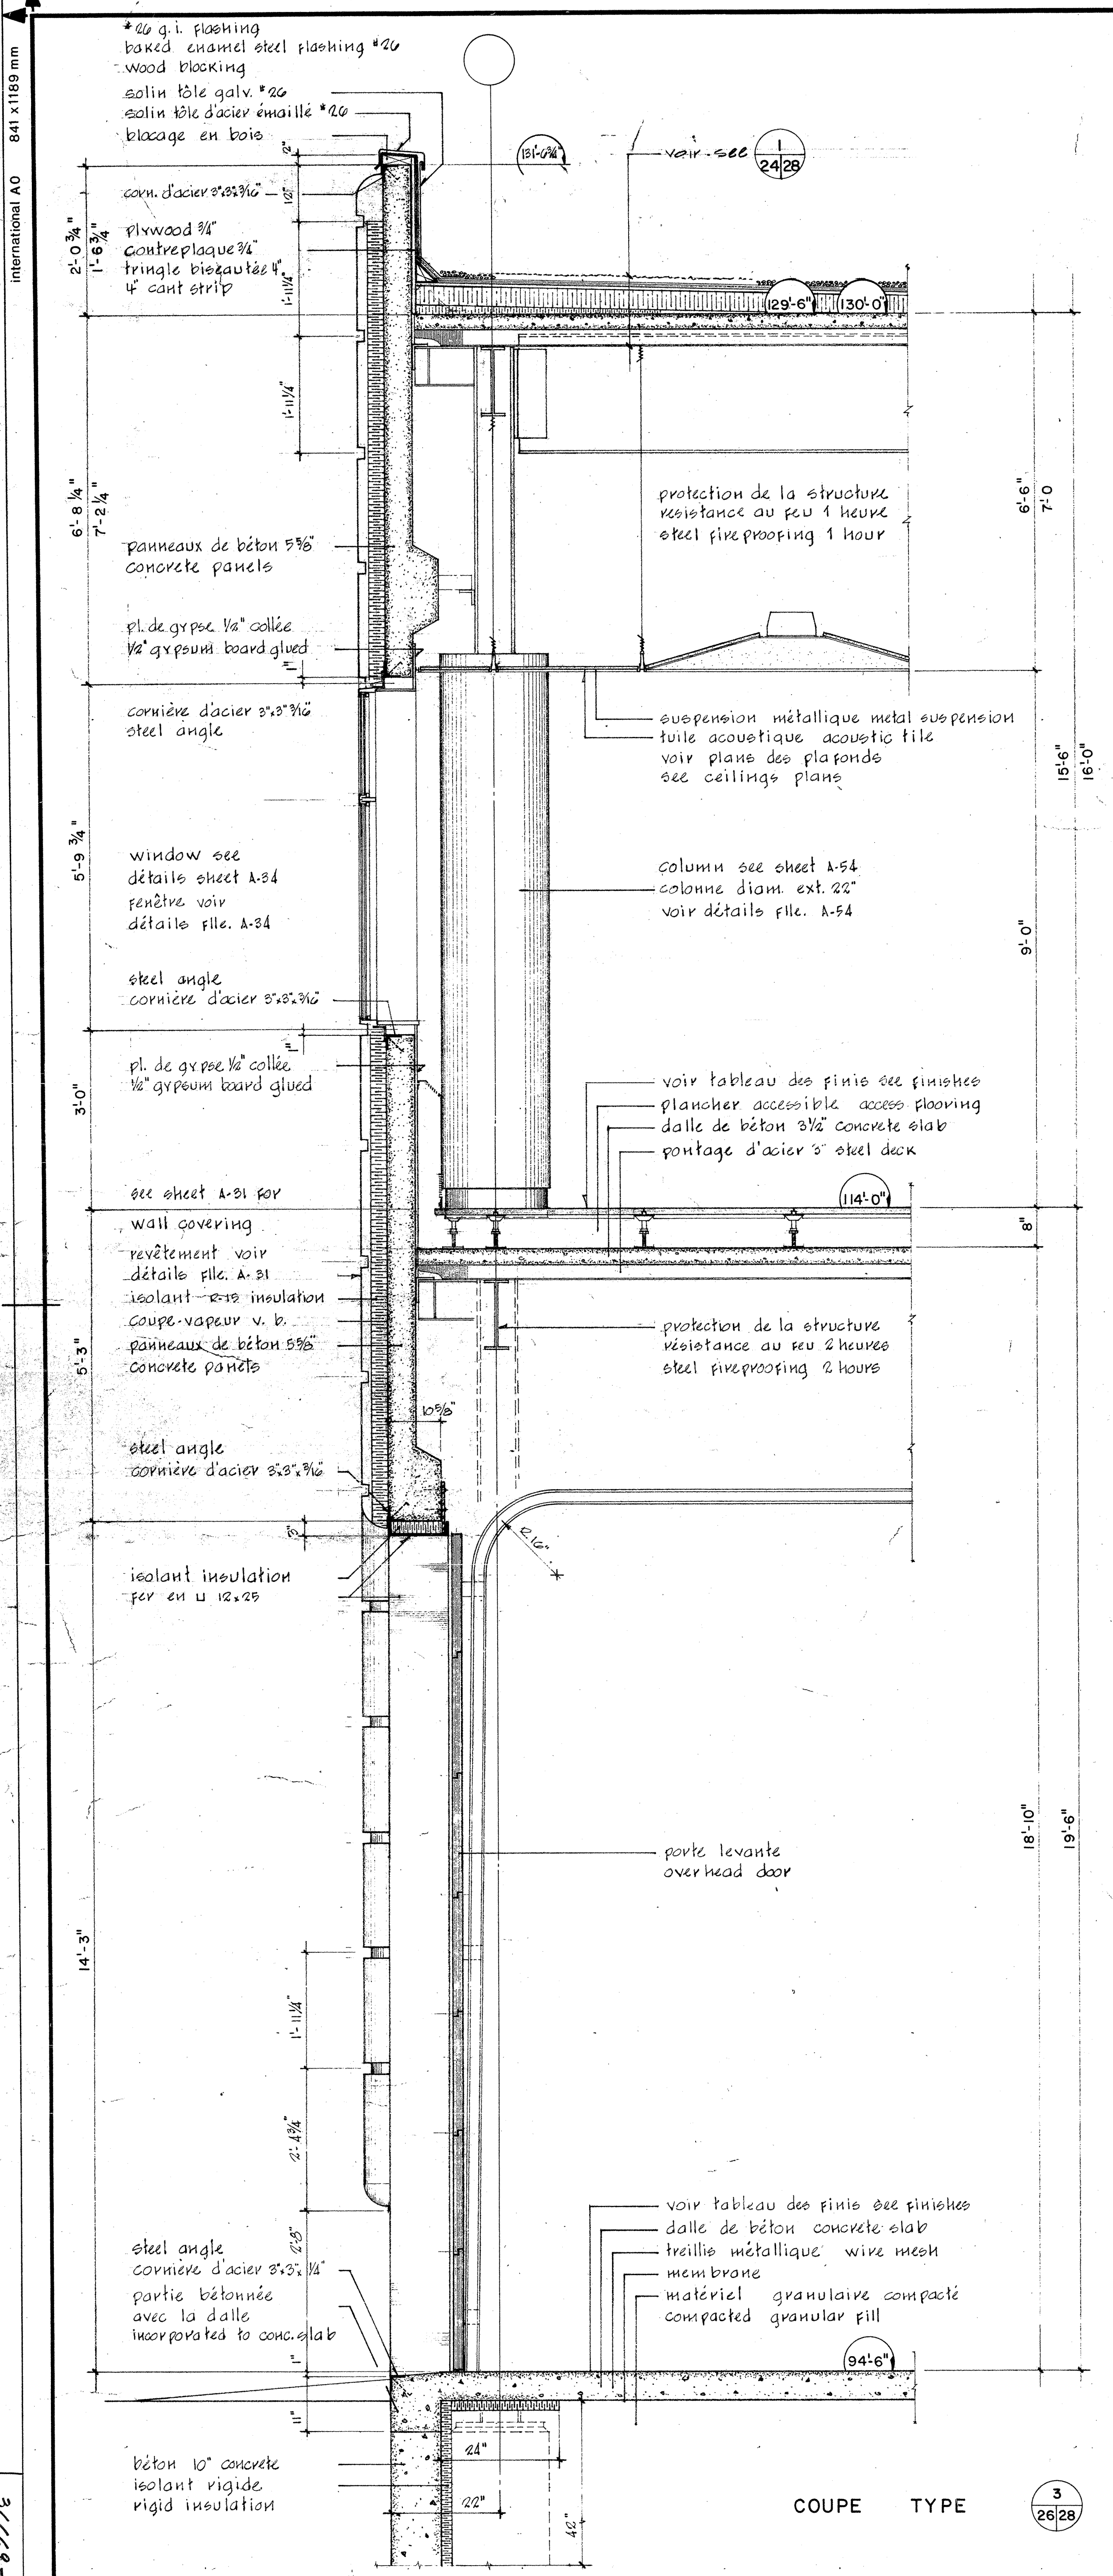 841 x 1189 mm
international A0
#26 g.i. flashing
baked enamel steel flashing #26
wood blocking
solin tôle galv. #26
solin tôle d'acier émaillé #26
blocage en bois
2"
131'-6¾"
voir see
1
24 28
corn. d'acier 3"x3"x3/16"
12"
2'-0 ¾"
1'-6 ¾"
plywood ¾"
contreplaque ¾"
tringle biseautée 4"
4" cant strip
1'-11¼"
129'-6"
130'-0"
1'-11¼"
6'-8 ¼"
7'-2 ¼"
protection de la structure
resistance au feu 1 heure
steel fireproofing 1 hour
6'-6"
7'-0
panneaux de béton 5⅝"
concrete panels
pl. de gypse ½" collée
½" gypsum board glued
1"
cornière d'acier 3"x3"3/16"
steel angle
suspension métallique metal suspension
tuile acoustique acoustic tile
voir plans des plafonds
see ceilings plans
15'-6"
16'-0"
5'-9 ¾"
window see
détails sheet A-34
fenêtre voir
détails flle. A-34
column see sheet A-54
colonne diam. ext. 22"
voir détails flle. A-54
9'-0"
steel angle
cornière d'acier 3"x3"x3/16"
1"
pl. de gypse ½" collée
½" gypsum board glued
3'-0"
voir tableau des finis see finishes
plancher accessible access flooring
dalle de béton 3½" concrete slab
pontage d'acier 3" steel deck
see sheet A-31 for
wall covering
revêtement voir
détails flle. A-31
isolant R-15 insulation
coupe-vapeur v. b.
panneaux de béton 5⅝"
concrete panels
114'-0"
8"
5'-3"
protection de la structure
résistance au feu 2 heures
steel fireproofing 2 hours
10⅝"
steel angle
cornière d'acier 3"x3"x3/16"
3"
R.16"
isolant insulation
fer en U 12x25
porte levante
overhead door
18'-10"
19'-6"
14'-3"
1'-11¼"
2'-4¾"
2'-8"
voir tableau des finis see finishes
dalle de béton concrete slab
treillis métallique wire mesh
membrane
matériel granulaire compacté
compacted granular fill
steel angle
cornière d'acier 3"x3"x¼"
partie bétonnée
avec la dalle
incorporated to conc. slab
1"
94'-6"
11"
24"
béton 10" concrete
isolant rigide
rigid insulation
22"
42"
COUPE TYPE
3
26 28